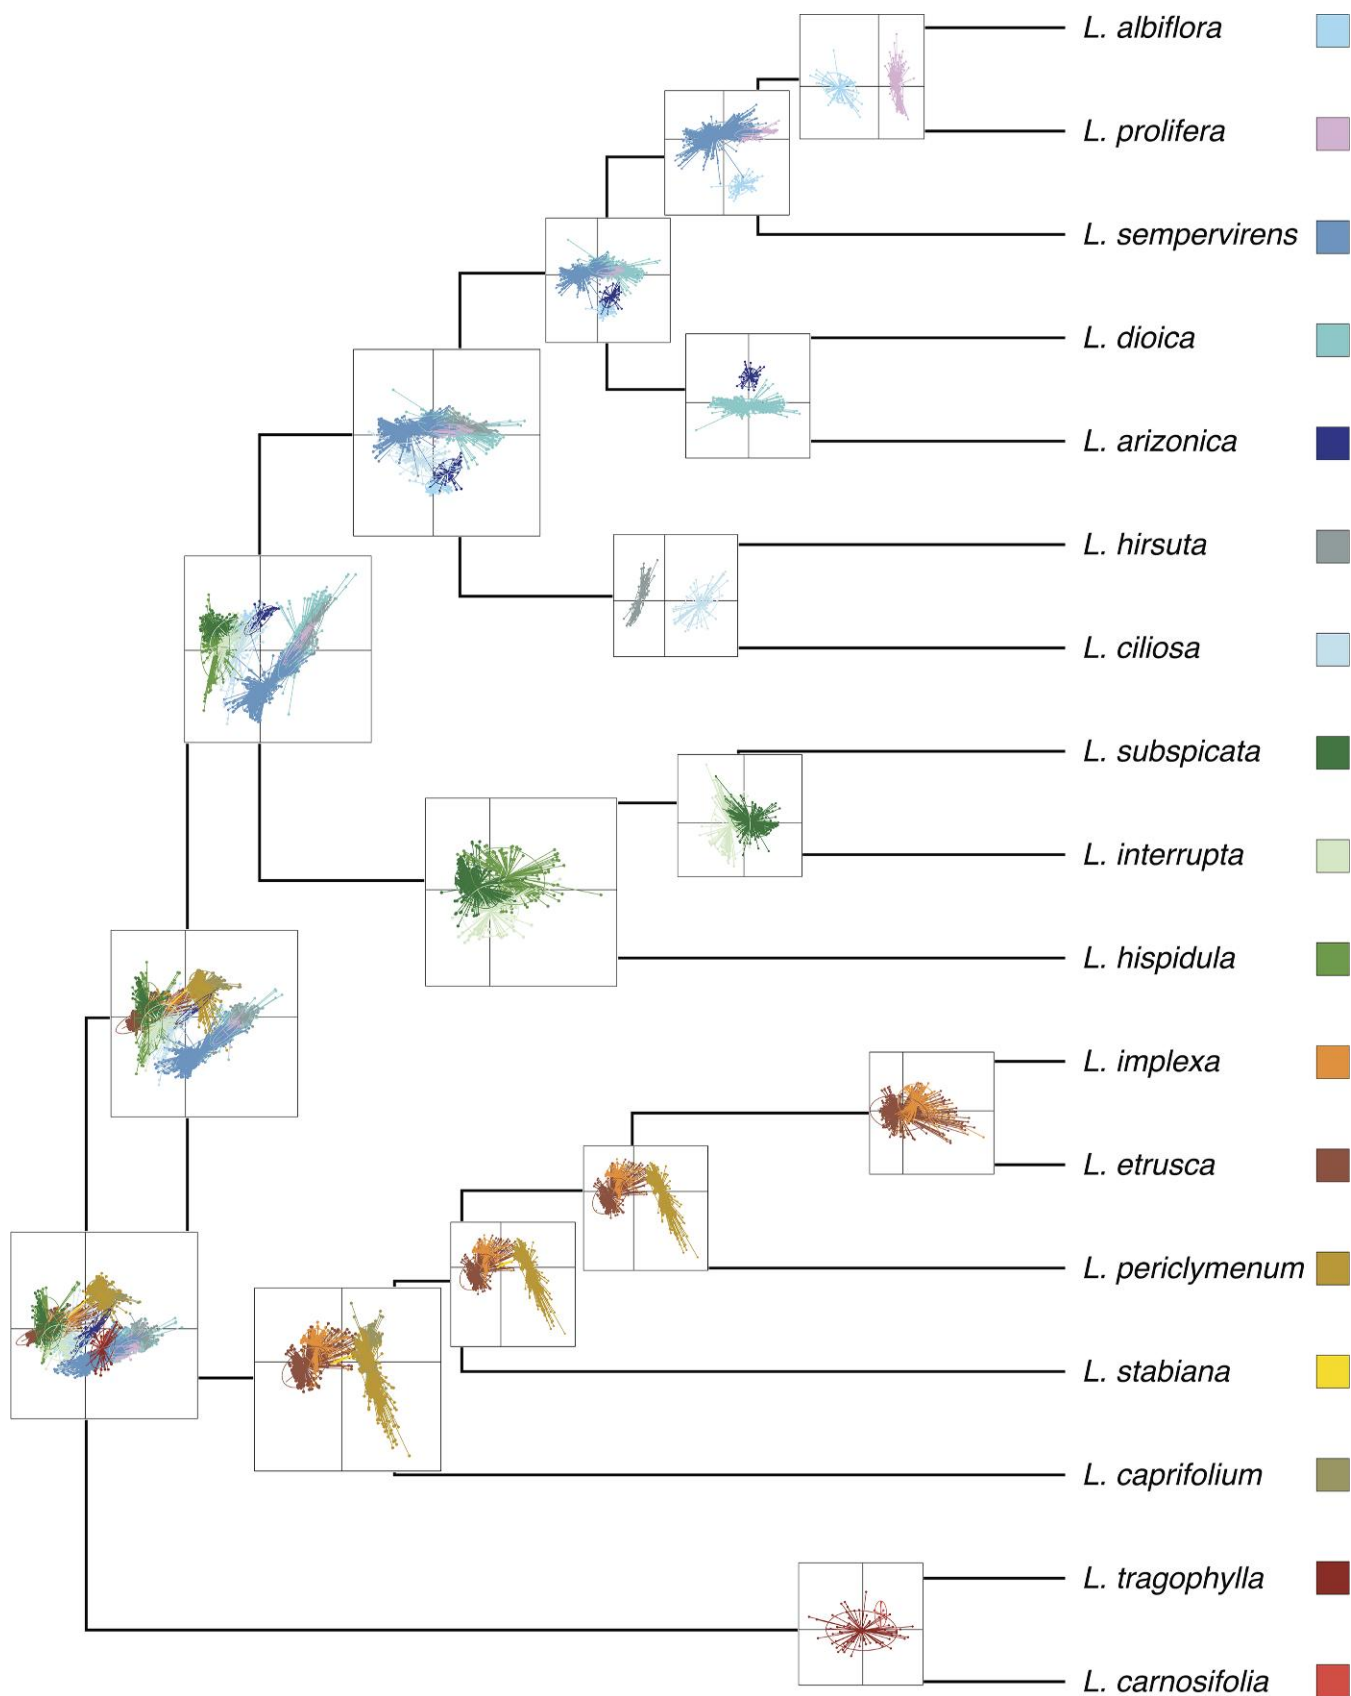 L. albiflora
L. prolifera
L. sempervirens
L. dioica
L. arizonica
L. hirsuta
L. ciliosa
L. subspicata
L. interrupta
L. hispidula
L. implexa
L. etrusca
L. periclymenum
L. stabiana
L. caprifolium
L. tragophylla
L. carnosifolia